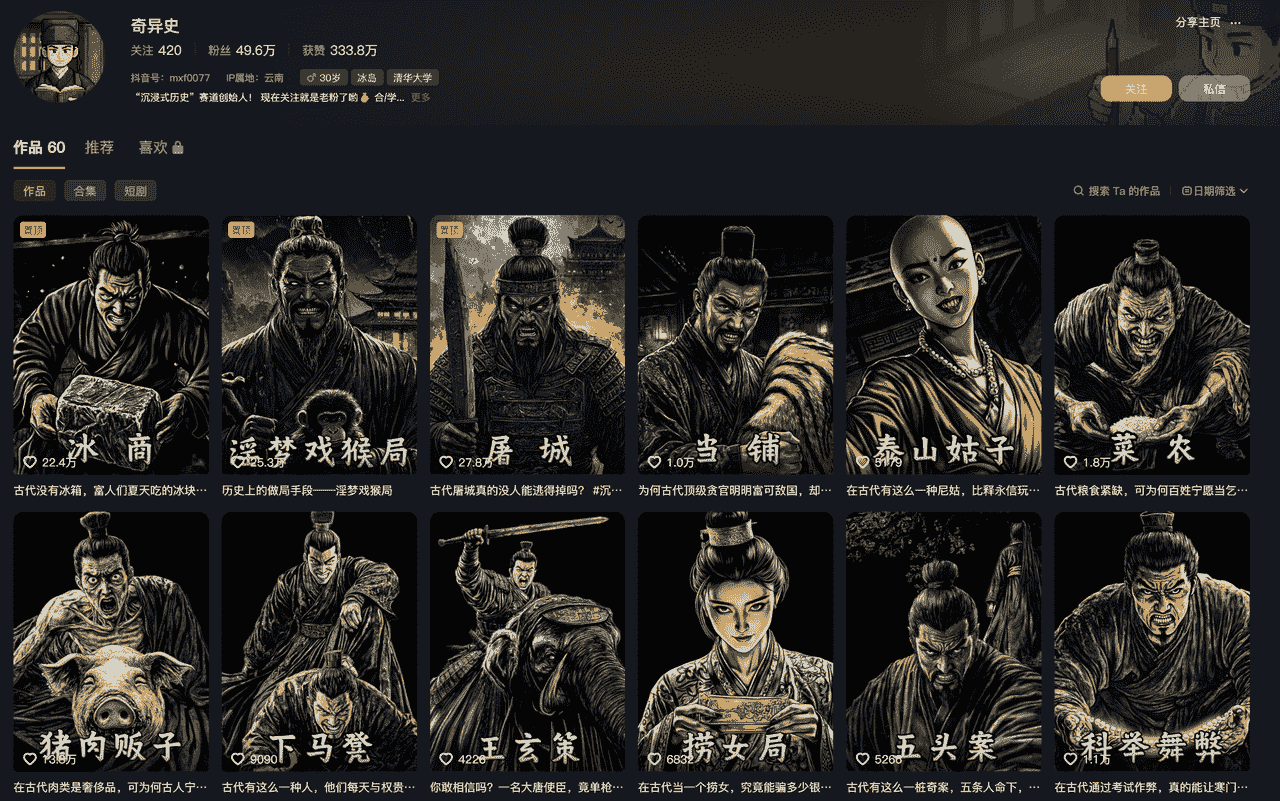 奇异史
分享主页 ···
关注 420 粉丝 49.6万 获赞 333.8万
抖音号：mxf0077 IP属地：云南 ♂ 30岁 冰岛 清华大学
关注 私信
“沉浸式历史”赛道创始人！ 现在关注就是老粉了哟 合/学... 更多
作品 60 推荐 喜欢
作品 合集 短剧
搜索 Ta 的作品 日期筛选
置顶 置顶 置顶
冰商 淫梦戏猴局 屠城 当铺 泰山姑子 菜农
22.4万 25.3万 27.8万 1.0万 5179 1.8万
古代没有冰箱，富人们夏天吃的冰块···
历史上的做局手段——淫梦戏猴局
古代屠城真的没人能逃得掉吗？ #沉···
为何古代顶级贪官明明富可敌国，却···
在古代有这么一种尼姑，比释永信玩···
古代粮食紧缺，可为何百姓宁愿当乞···
猪肉贩子 下马凳 王玄策 捞女局 五头案 科举舞弊
9090 4226 6832 5266 1.1万
在古代肉类是奢侈品，可为何古人宁···
古代有这么一种人，他们每天与权贵···
你敢相信吗？一名大唐使臣，竟单枪···
在古代当一个捞女，究竟能骗多少银···
在古代有这么一桩奇案，五条人命下，···
在古代通过考试作弊，真的能让寒门···